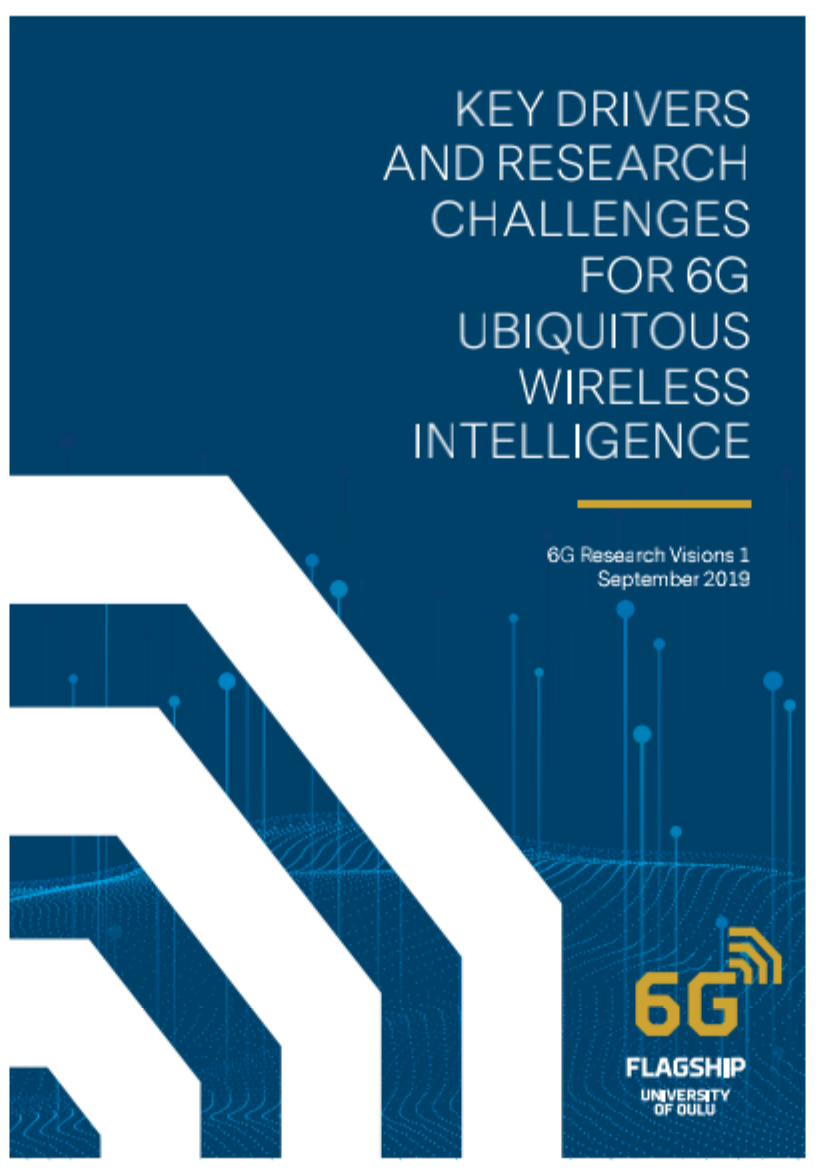 KEY DRIVERS
AND RESEARCH
CHALLENGES
FOR 6G
UBIQUITOUS
WIRELESS
INTELLIGENCE
6G Research Visions 1
September 2019
6G
FLAGSHIP
UNIVERSITY
OF OULU